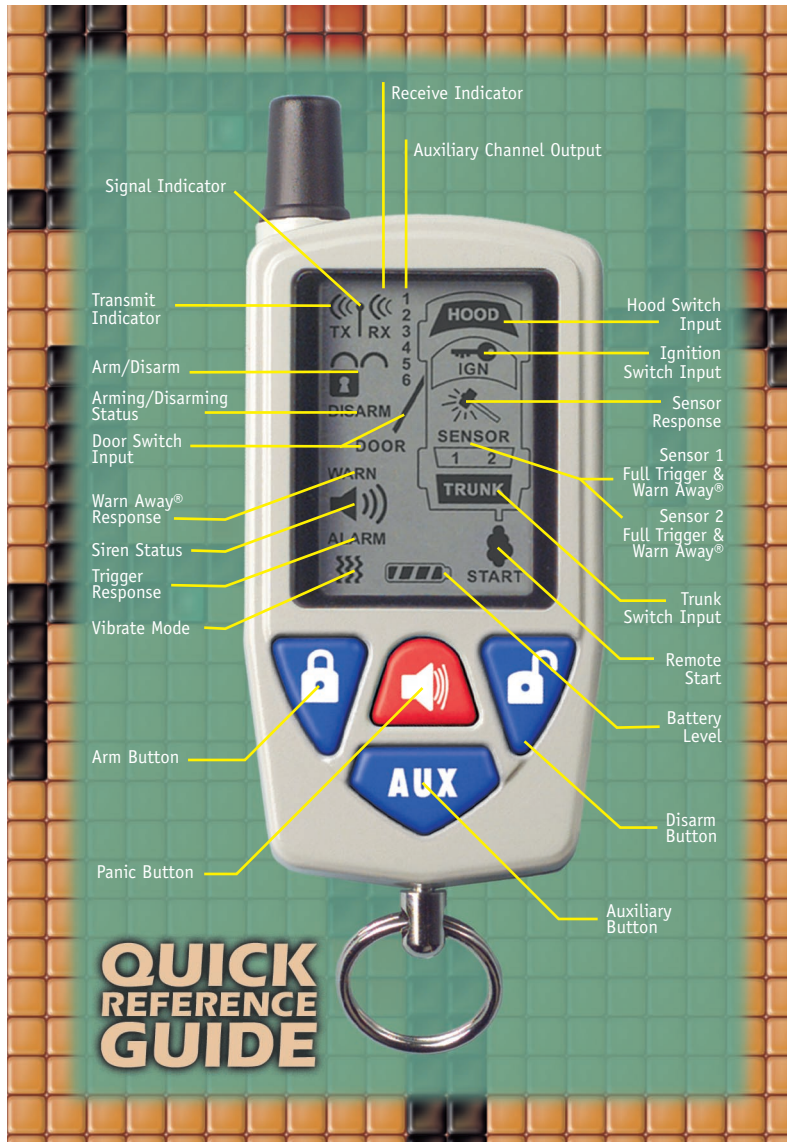 Receive Indicator
Auxiliary Channel Output
Signal Indicator
Transmit
Indicator
Arm/Disarm
Arming/Disarming
Status
Door Switch
Input
Warn Away®
Response
Siren Status
Trigger
Response
Vibrate Mode
Arm Button
Panic Button
TX RX
1
2
3
4
5
6
DISARM
DOOR
WARN
ALARM
HOOD
IGN
SENSOR
1 2
TRUNK
START
AUX
Hood Switch
Input
Ignition
Switch Input
Sensor
Response
Sensor 1
Full Trigger &
Warn Away®
Sensor 2
Full Trigger &
Warn Away®
Trunk
Switch Input
Remote
Start
Battery
Level
Disarm
Button
Auxiliary
Button
QUICK
REFERENCE
GUIDE